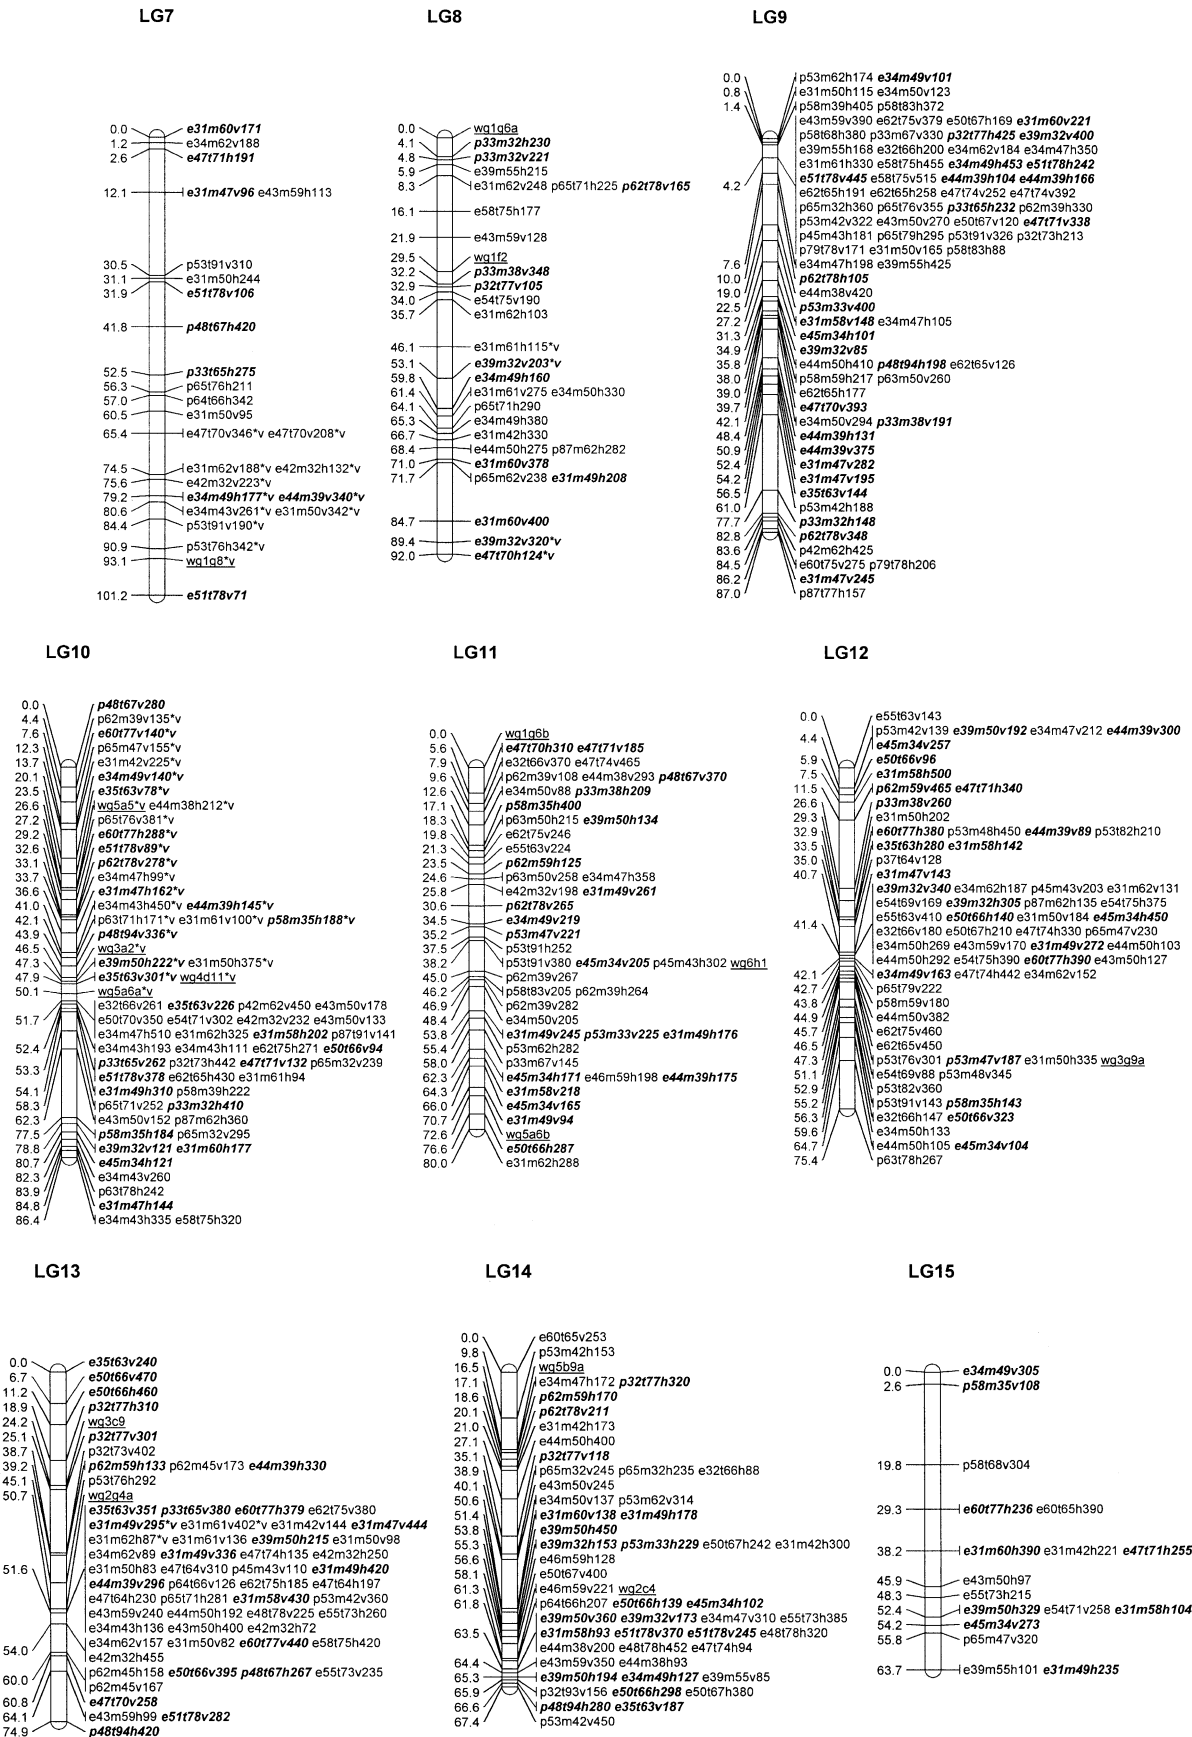 LG7
0.0 e31m60v171
1.2 e34m62v188
2.6 e47t71h191
12.1 e31m47v96 e43m59h113
30.5 p53t91v310
31.1 e31m50h244
31.9 e51t78v106
41.8 p48t67h420
52.5 p33t65h275
56.3 p65t76h211
57.0 p64t66h342
60.5 e31m50v95
65.4 e47t70v346*v e47t70v208*v
74.5 e31m62v188*v e42m32h132*v
75.6 e42m32v223*v
79.2 e34m49h177*v e44m39v340*v
80.6 e34m43v261*v e31m50v342*v
84.4 p53t91v190*v
90.9 p53t76h342*v
93.1 wg1g8*v
101.2 e51t78v71
LG8
0.0 wg1g6a
4.1 p33m32h230
4.8 p33m32v221
5.9 e39m55h215
8.3 e31m62v248 p65t71h225 p62t78v165
16.1 e58t75h177
21.9 e43m59v128
29.5 wg1f2
32.2 p33m38v348
32.9 p32t77v105
34.0 e54t75v190
35.7 e31m62h103
46.1 e31m61h115*v
53.1 e39m32v203*v
59.8 e34m49h160
61.4 e31m61v275 e34m50h330
64.1 p65t71h290
65.3 e34m49h380
66.7 e31m42h330
68.4 e44m50h275 p87m62h282
71.0 e31m60v378
71.7 p65m62v238 e31m49h208
84.7 e31m60v400
89.4 e39m32v320*v
92.0 e47t70h124*v
LG9
0.0 p53m62h174 e34m49v101
0.8 e31m50h115 e34m50v123
1.4 p58m39h405 p58t83h372
e43m59v390 e62t75v379 e50t67h169 e31m60v221
p58t68h380 p33m67v330 p32t77h425 e39m32v400
e39m55h168 e32t66h200 e34m62v184 e34m47h350
e31m61h330 e58t75h455 e34m49h453 e51t78h242
4.2 e51t78v445 e58t75v515 e44m39h104 e44m39h166
e62t65h191 e62t65h258 e47t74v252 e47t74v392
p65m32h360 p65t76v355 p33t65h232 p62m39h330
p53m42v322 e43m50v270 e50t67v120 e47t71v338
p45m43h181 p65t79h295 p53t91v326 p32t73h213
p79t78v171 e31m50v165 p58t83h88
7.6 e34m47h198 e39m55h425
10.0 p62t78h105
19.0 e44m38v420
22.5 p53m33v400
27.2 e31m58v148 e34m47h105
31.3 e45m34h101
34.9 e39m32v85
35.8 e44m50h410 p48t94h198 e62t65v126
38.0 p58m59h217 p63m50v260
39.0 e62t65h177
39.7 e47t70v393
42.1 e34m50v294 p33m38v191
48.4 e44m39h131
50.9 e44m39v375
52.4 e31m47v282
54.2 e31m47v195
56.5 e35t63v144
61.0 p53m42h188
77.7 p33m32h148
82.8 p62t78v348
83.6 p42m62h425
84.5 e60t75v275 p79t78h206
86.2 e31m47v245
87.0 p87t77h157
LG10
0.0 p48t67v280
4.4 p62m39v135*v
7.6 e60t77v140*v
12.3 p65m47v155*v
13.7 e31m42v225*v
20.1 e34m49v140*v
23.5 e35t63v78*v
26.6 wg5a5*v e44m38h212*v
27.2 p65t76v381*v
29.2 e60t77h288*v
32.6 e51t78v89*v
33.1 p62t78v278*v
33.7 e34m47h99*v
36.6 e31m47h162*v
41.0 e34m43h450*v e44m39h145*v
42.1 p63t71h171*v e31m61v100*v p58m35h188*v
43.9 p48t94v336*v
46.5 wg3a2*v
47.3 e39m50h222*v e31m50h375*v
47.9 e35t63v301*v wg4d11*v
50.1 wg5a6a*v
e32t66v261 e35t63v226 p42m62v450 e43m50v178
51.7 e50t70v350 e54t71v302 e42m32v232 e43m50v133
e34m47h510 e31m62h325 e31m58h202 p87t91v141
52.4 e34m43h193 e34m43h111 e62t75h271 e50t66v94
p33t65v262 p32t73h442 e47t71v132 p65m32v239
53.3 e51t78v378 e62t65h430 e31m61h94
54.1 e31m49h310 p58m39h222
58.3 p65t71v252 p33m32h410
62.3 e43m50v152 p87m62h360
77.5 p58m35h184 p65m32v295
78.8 e39m32v121 e31m60h177
80.7 e45m34h121
82.3 e34m43v260
83.9 p63t78h242
84.8 e31m47h144
86.4 e34m43h335 e58t75h320
LG11
0.0 wg1g6b
5.6 e47t70h310 e47t71v185
7.9 e32t66v370 e47t74v465
9.6 p62m39v108 e44m38v293 p48t67v370
12.6 e34m50v88 p33m38h209
17.1 p58m35h400
18.3 p63m50h215 e39m50h134
19.8 e62t75v246
21.3 e55t63v224
23.5 p62m59h125
24.6 p63m50v258 e34m47h358
25.8 e42m32v198 e31m49v261
30.6 p62t78v265
34.5 e34m49v219
35.2 p53m47v221
37.5 p53t91h252
38.2 p53t91v380 e45m34v205 p45m43h302 wg6h1
45.0 p62m39v267
46.2 p58t83v205 p62m39h264
46.9 p62m39v282
48.4 e34m50v205
53.8 e31m49v245 p53m33v225 e31m49h176
55.4 p53m62h282
58.0 p33m67v145
62.3 e45m34h171 e46m59h198 e44m39h175
64.3 e31m58v218
66.0 e45m34v165
70.7 e31m49v94
72.6 wg5a6b
76.6 e50t66h287
80.0 e31m62h288
LG12
0.0 e55t63v143
p53m42v139 e39m50v192 e34m47v212 e44m39v300
4.4 e45m34v257
5.9 e50t66v96
7.5 e31m58h500
11.5 p62m59v465 e47t71h340
26.6 p33m38v260
29.3 e31m50h202
32.9 e60t77h380 p53m48h450 e44m39v89 p53t82h210
33.5 e35t63h280 e31m58h142
35.0 p37t64v128
40.7 e31m47v143
e39m32v340 e34m62h187 p45m43v203 e31m62v131
e54t69v169 e39m32h305 p87m62h135 e54t75h375
41.4 e55t63v410 e50t66h140 e31m50v184 e45m34h450
e32t66v180 e50t67h210 e47t74v330 p65m47v230
e34m50h269 e43m59v170 e31m49v272 e44m50h103
e44m50h292 e54t75h390 e60t77h390 e43m50h127
42.1 e34m49v163 e47t74h442 e34m62v152
42.7 p65t79v222
43.8 p58m59v180
44.9 e44m50v382
45.7 e62t75v460
46.5 e62t65v450
47.3 p53t76v301 p53m47v187 e31m50h335 wg3g9a
51.1 e54t69v88 p53m48v345
52.9 p53t82v360
55.2 p53t91v143 p58m35h143
56.3 e32t66h147 e50t66v323
59.6 e34m50h133
64.7 e44m50h105 e45m34v104
75.4 p63t78h267
LG13
0.0 e35t63v240
6.7 e50t66v470
11.2 e50t66h460
18.9 p32t77h310
24.2 wg3c9
25.1 p32t77v301
38.7 p32t73v402
39.2 p62m59h133 p62m45v173 e44m39h330
45.1 p53t76h292
50.7 wg2g4a
e35t63v351 p33t65v380 e60t77h379 e62t75v380
e31m49v295*v e31m61v402*v e31m42v144 e31m47v444
e31m62h87*v e31m61v136 e39m50h215 e31m50v98
e34m62v89 e31m49v336 e47t74h135 e42m32h250
51.6 e31m50h83 e47t64v310 p45m43v110 e31m49h420
e44m39v296 p64t66v126 e62t75h185 e47t64h197
e47t64h230 p65t71h281 e31m58v430 p53m42v360
e43m59v240 e44m50h192 e48t78v225 e55t73h260
e34m43h136 e43m50h400 e42m32h72
e34m62v157 e31m50v82 e60t77v440 e58t75h420
54.0 e42m32h455
p62m45h158 e50t66v395 p48t67h267 e55t73v235
60.0 p62m45v167
60.8 e47t70v258
64.1 e43m59h99 e51t78v282
74.9 p48t94h420
LG14
0.0 e60t65v253
9.8 p53m42h153
16.5 wg5b9a
17.1 e34m47h172 p32t77h320
18.6 p62m59h170
20.1 p62t78v211
21.0 e31m42h173
27.1 e44m50h400
35.1 p32t77v118
38.9 p65m32v245 p65m32h235 e32t66h88
40.1 e43m50v245
50.6 e34m50v137 p53m62v314
51.4 e31m60v138 e31m49h178
53.8 e39m50h450
55.3 e39m32h153 p53m33h229 e50t67h242 e31m42h300
56.6 e46m59h128
58.1 e50t67v400
61.3 e46m59v221 wg2c4
61.8 p64t66h207 e50t66h139 e45m34h102
e39m50v360 e39m32v173 e34m47v310 e55t73h385
63.5 e31m58h93 e51t78v370 e51t78v245 e48t78h320
e44m38v200 e48t78h452 e47t74h94
64.4 e43m59v350 e44m38h93
65.3 e39m50h194 e34m49h127 e39m55v85
65.9 p32t93v156 e50t66h298 e50t67h380
66.6 p48t94h280 e35t63v187
67.4 p53m42v450
LG15
0.0 e34m49v305
2.6 p58m35v108
19.8 p58t68v304
29.3 e60t77h236 e60t65h390
38.2 e31m60h390 e31m42h221 e47t71h255
45.9 e43m50h97
48.3 e55t73h215
52.4 e39m50h329 e54t71v258 e31m58h104
54.2 e45m34v273
55.8 p65m47v320
63.7 e39m55h101 e31m49h235